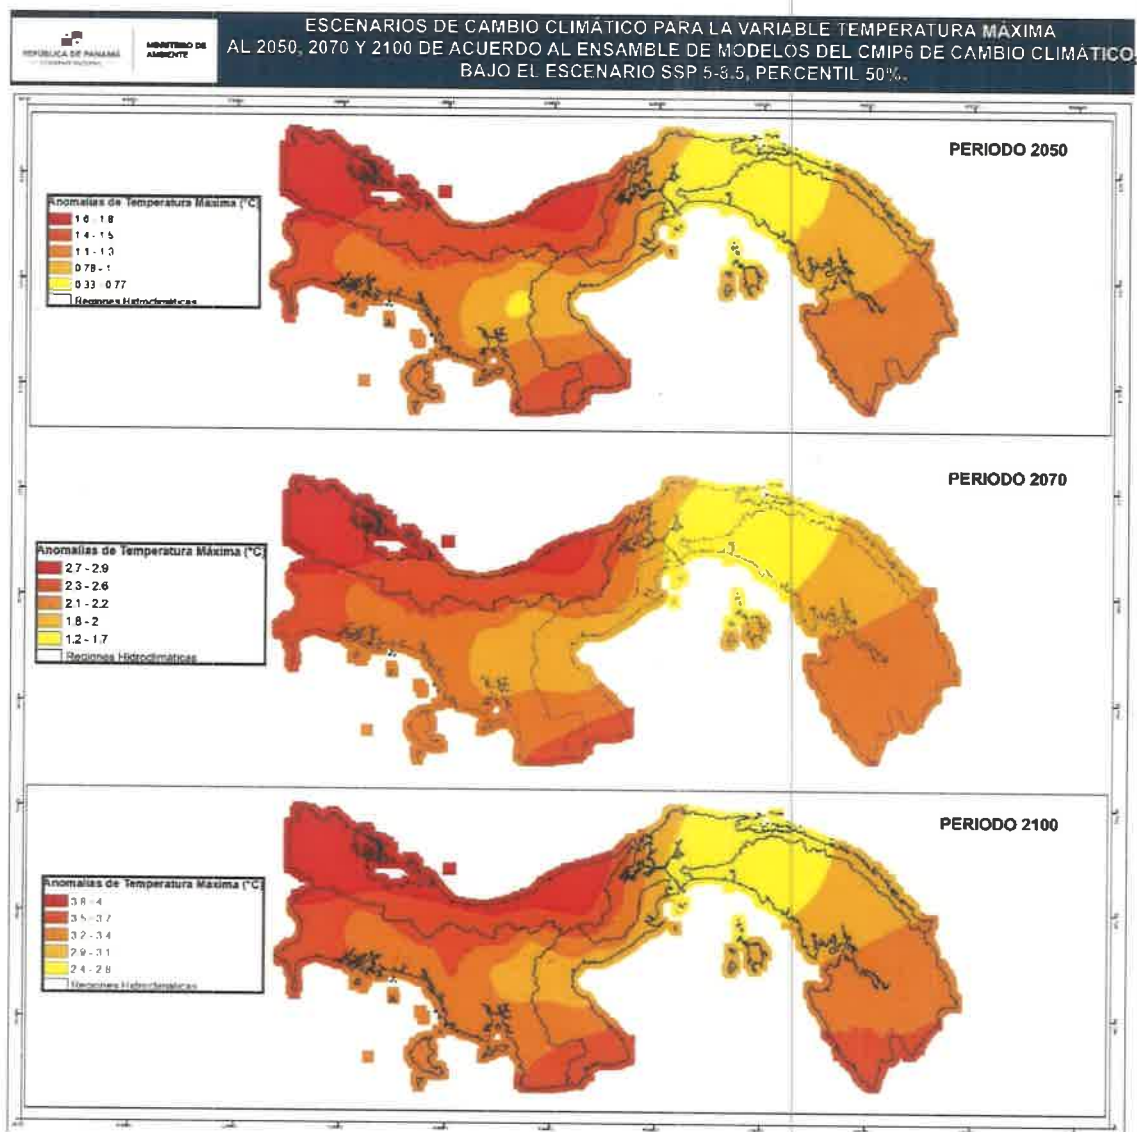 REPÚBLICA DE PANAMÁ
MINISTERIO DE
AMBIENTE
ESCENARIOS DE CAMBIO CLIMÁTICO PARA LA VARIABLE TEMPERATURA MÁXIMA
AL 2050, 2070 Y 2100 DE ACUERDO AL ENSAMBLE DE MODELOS DEL CMIP6 DE CAMBIO CLIMÁTICO,
BAJO EL ESCENARIO SSP 5-8.5, PERCENTIL 50%.
PERIODO 2050
Anomalías de Temperatura Máxima (°C)
1.6 - 1.8
1.4 - 1.5
1.1 - 1.3
0.78 - 1
0.33 - 0.77
Regiones Hidroclimáticas
PERIODO 2070
Anomalías de Temperatura Máxima (°C)
2.7 - 2.9
2.3 - 2.6
2.1 - 2.2
1.8 - 2
1.2 - 1.7
Regiones Hidroclimáticas
PERIODO 2100
Anomalías de Temperatura Máxima (°C)
3.8 - 4
3.5 - 3.7
3.2 - 3.4
2.9 - 3.1
2.4 - 2.8
Regiones Hidroclimáticas